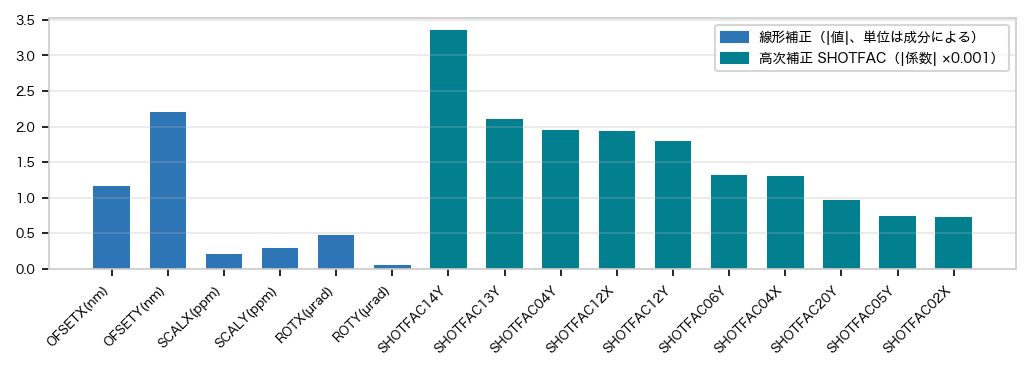 3.5
3.0
2.5
2.0
1.5
1.0
0.5
0.0
線形補正（|値|、単位は成分による）
高次補正 SHOTFAC（|係数| ×0.001）
OFSETX(nm)
OFSETY(nm)
SCALX(ppm)
SCALY(ppm)
ROTX(μrad)
ROTY(μrad)
SHOTFAC14Y
SHOTFAC13Y
SHOTFAC04Y
SHOTFAC12X
SHOTFAC12Y
SHOTFAC06Y
SHOTFAC04X
SHOTFAC20Y
SHOTFAC05Y
SHOTFAC02X